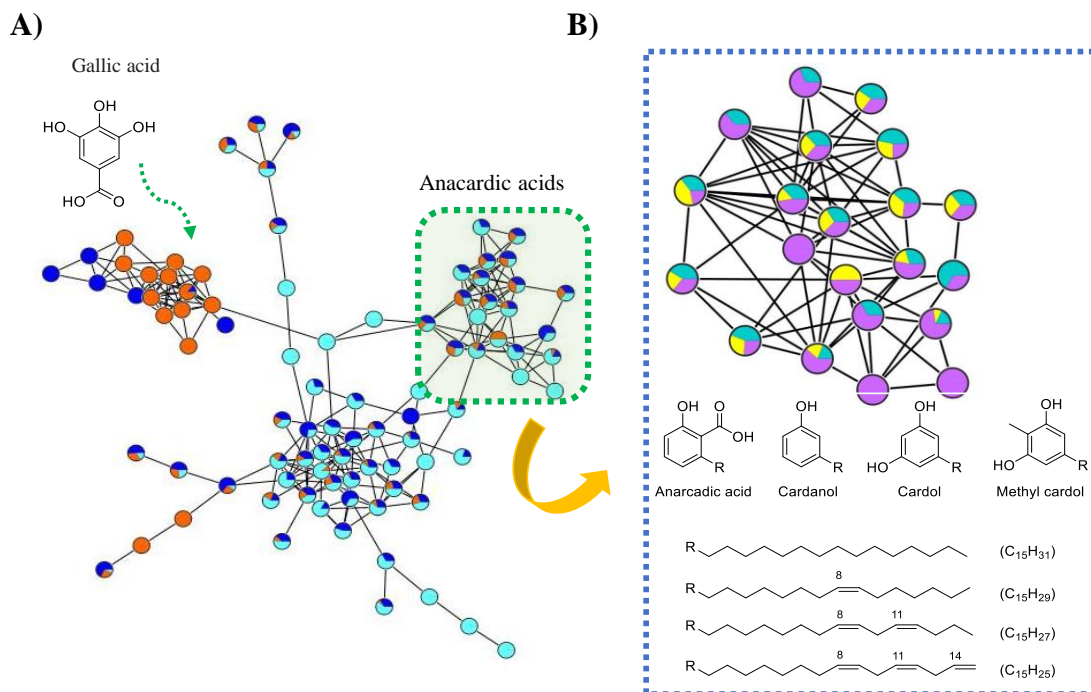 A)
B)
Gallic acid
OH
HO
OH
HO
O
Anacardic acids
OH
O
OH
R
OH
R
OH
HO
R
OH
HO
R
Anarcadic acid
Cardanol
Cardol
Methyl cardol
R
(C₁₅H₃₁)
R
8
(C₁₅H₂₉)
R
8
11
(C₁₅H₂₇)
R
8
11
14
(C₁₅H₂₅)